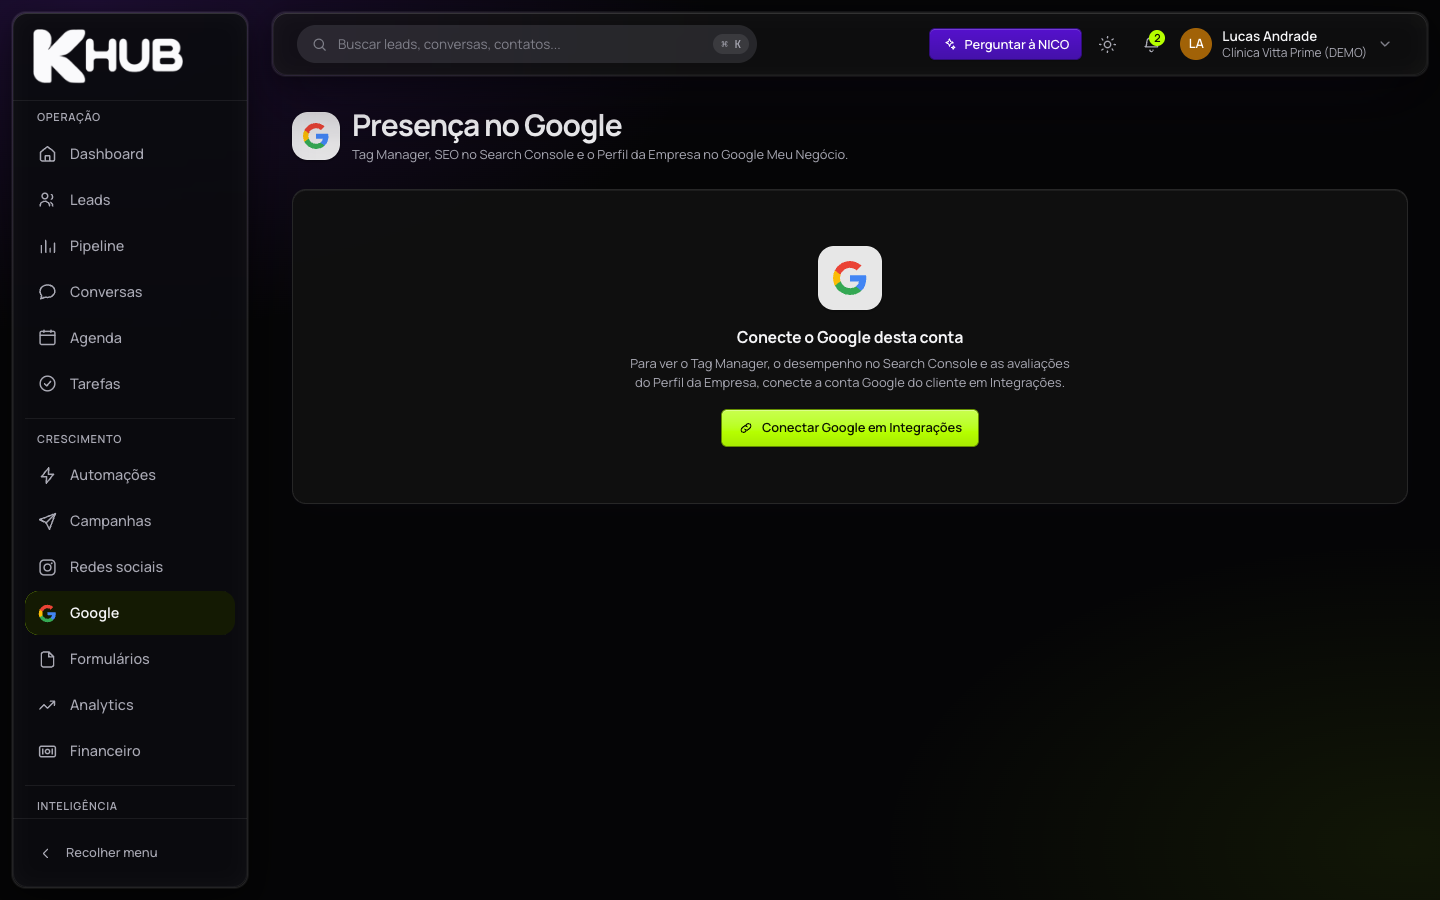 KHUB
OPERAÇÃO
Dashboard
Leads
Pipeline
Conversas
Agenda
Tarefas
CRESCIMENTO
Automações
Campanhas
Redes sociais
Google
Formulários
Analytics
Financeiro
INTELIGÊNCIA
Recolher menu
Buscar leads, conversas, contatos...
⌘ K
Perguntar à NICO
2
LA
Lucas Andrade
Clínica Vitta Prime (DEMO)
Presença no Google
Tag Manager, SEO no Search Console e o Perfil da Empresa no Google Meu Negócio.
Conecte o Google desta conta
Para ver o Tag Manager, o desempenho no Search Console e as avaliações
do Perfil da Empresa, conecte a conta Google do cliente em Integrações.
Conectar Google em Integrações